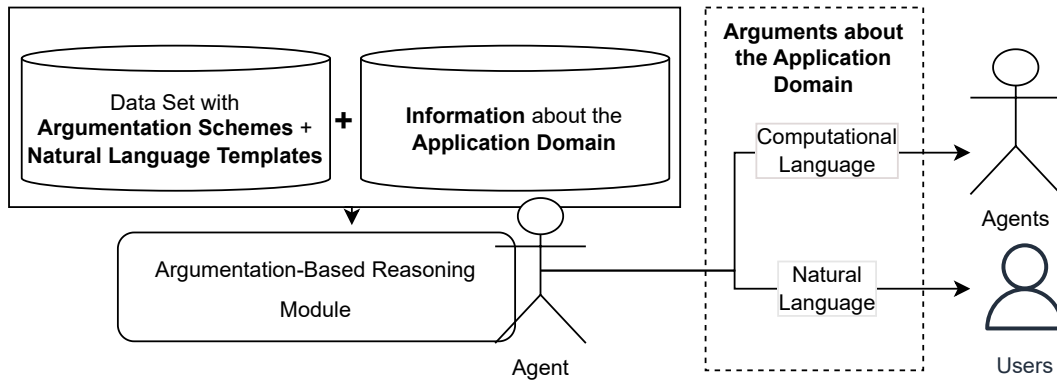 Data Set with
Argumentation Schemes +
Natural Language Templates
+
Information about the
Application Domain
Arguments about
the Application
Domain
Computational
Language
Agents
Argumentation-Based Reasoning
Module
Agent
Natural
Language
Users